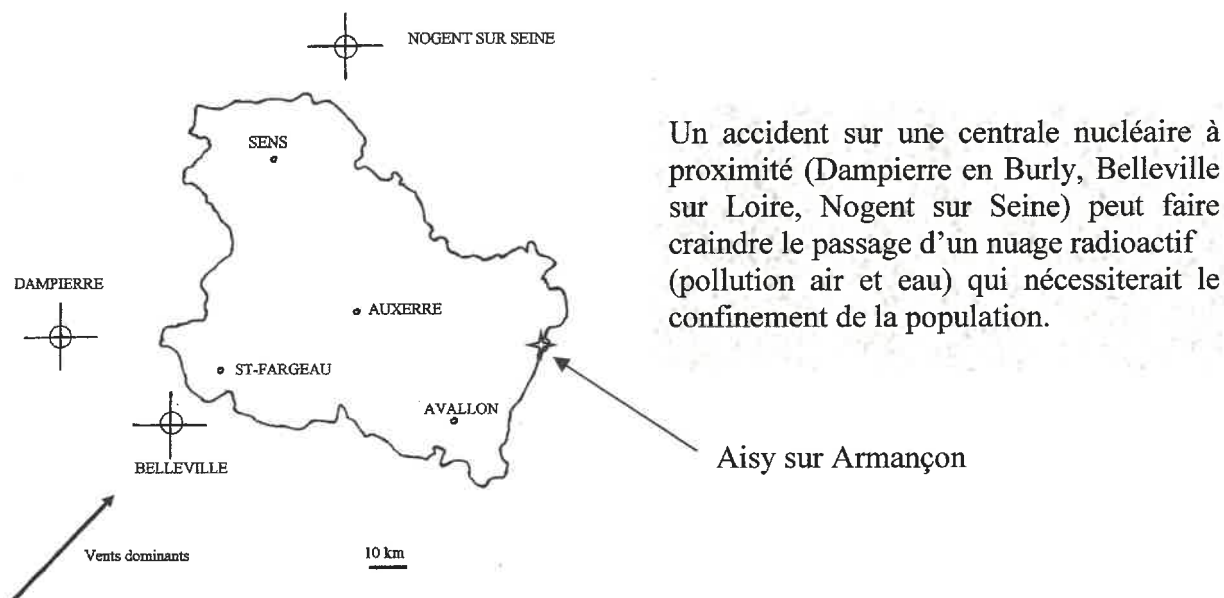 NOGENT SUR SEINE
SENS
Un accident sur une centrale nucléaire à
proximité (Dampierre en Burly, Belleville
sur Loire, Nogent sur Seine) peut faire
craindre le passage d'un nuage radioactif
(pollution air et eau) qui nécessiterait le
confinement de la population.
DAMPIERRE
AUXERRE
ST-FARGEAU
AVALLON
BELLEVILLE
Aisy sur Armançon
Vents dominants
10 km